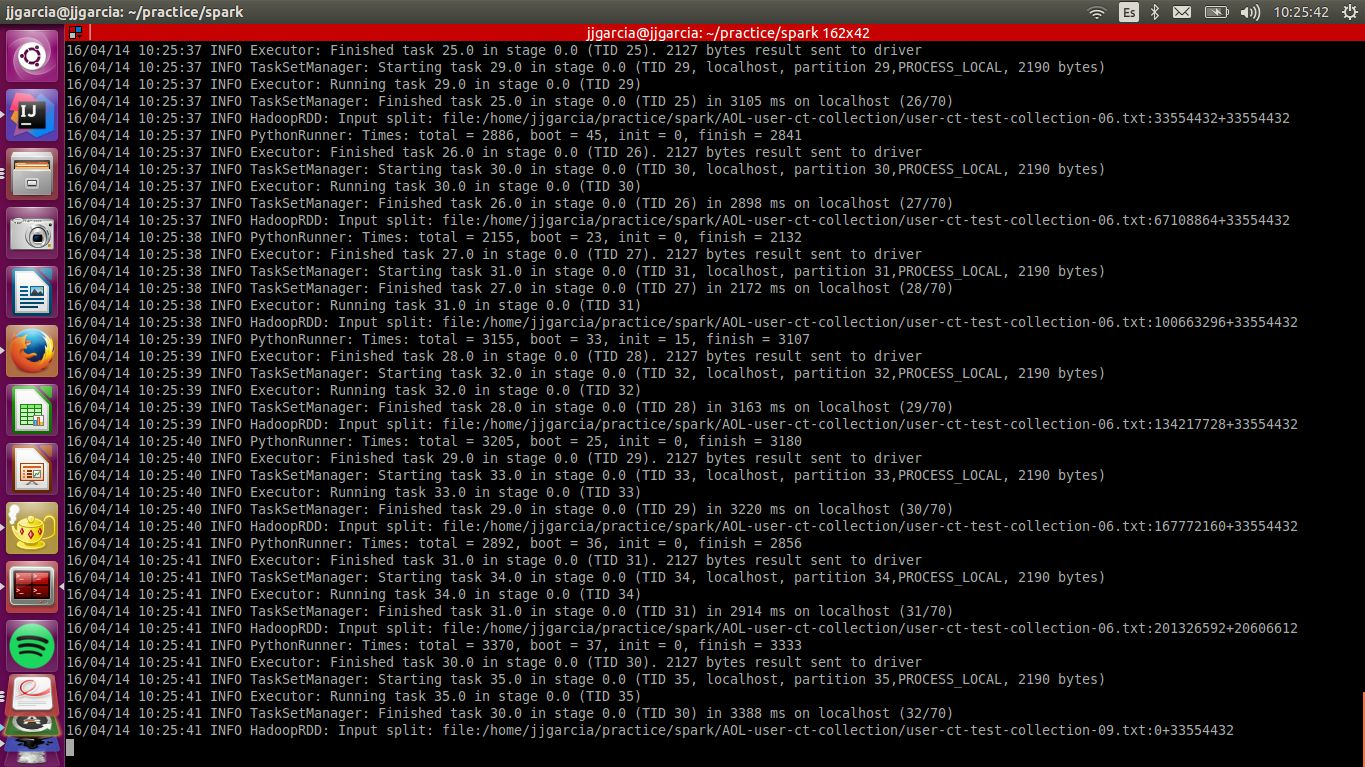 jjgarcia@jjgarcia: ~/practice/spark
Es
10:25:42
jjgarcia@jjgarcia: ~/practice/spark 162x42
16/04/14 10:25:37 INFO Executor: Finished task 25.0 in stage 0.0 (TID 25). 2127 bytes result sent to driver
16/04/14 10:25:37 INFO TaskSetManager: Starting task 29.0 in stage 0.0 (TID 29, localhost, partition 29,PROCESS_LOCAL, 2190 bytes)
16/04/14 10:25:37 INFO Executor: Running task 29.0 in stage 0.0 (TID 29)
16/04/14 10:25:37 INFO TaskSetManager: Finished task 25.0 in stage 0.0 (TID 25) in 3105 ms on localhost (26/70)
16/04/14 10:25:37 INFO HadoopRDD: Input split: file:/home/jjgarcia/practice/spark/AOL-user-ct-collection/user-ct-test-collection-06.txt:33554432+33554432
16/04/14 10:25:37 INFO PythonRunner: Times: total = 2886, boot = 45, init = 0, finish = 2841
16/04/14 10:25:37 INFO Executor: Finished task 26.0 in stage 0.0 (TID 26). 2127 bytes result sent to driver
16/04/14 10:25:37 INFO TaskSetManager: Starting task 30.0 in stage 0.0 (TID 30, localhost, partition 30,PROCESS_LOCAL, 2190 bytes)
16/04/14 10:25:37 INFO Executor: Running task 30.0 in stage 0.0 (TID 30)
16/04/14 10:25:37 INFO TaskSetManager: Finished task 26.0 in stage 0.0 (TID 26) in 2898 ms on localhost (27/70)
16/04/14 10:25:37 INFO HadoopRDD: Input split: file:/home/jjgarcia/practice/spark/AOL-user-ct-collection/user-ct-test-collection-06.txt:67108864+33554432
16/04/14 10:25:38 INFO PythonRunner: Times: total = 2155, boot = 23, init = 0, finish = 2132
16/04/14 10:25:38 INFO Executor: Finished task 27.0 in stage 0.0 (TID 27). 2127 bytes result sent to driver
16/04/14 10:25:38 INFO TaskSetManager: Starting task 31.0 in stage 0.0 (TID 31, localhost, partition 31,PROCESS_LOCAL, 2190 bytes)
16/04/14 10:25:38 INFO TaskSetManager: Finished task 27.0 in stage 0.0 (TID 27) in 2172 ms on localhost (28/70)
16/04/14 10:25:38 INFO Executor: Running task 31.0 in stage 0.0 (TID 31)
16/04/14 10:25:38 INFO HadoopRDD: Input split: file:/home/jjgarcia/practice/spark/AOL-user-ct-collection/user-ct-test-collection-06.txt:100663296+33554432
16/04/14 10:25:39 INFO PythonRunner: Times: total = 3155, boot = 33, init = 15, finish = 3107
16/04/14 10:25:39 INFO Executor: Finished task 28.0 in stage 0.0 (TID 28). 2127 bytes result sent to driver
16/04/14 10:25:39 INFO TaskSetManager: Starting task 32.0 in stage 0.0 (TID 32, localhost, partition 32,PROCESS_LOCAL, 2190 bytes)
16/04/14 10:25:39 INFO Executor: Running task 32.0 in stage 0.0 (TID 32)
16/04/14 10:25:39 INFO TaskSetManager: Finished task 28.0 in stage 0.0 (TID 28) in 3163 ms on localhost (29/70)
16/04/14 10:25:39 INFO HadoopRDD: Input split: file:/home/jjgarcia/practice/spark/AOL-user-ct-collection/user-ct-test-collection-06.txt:134217728+33554432
16/04/14 10:25:40 INFO PythonRunner: Times: total = 3205, boot = 25, init = 0, finish = 3180
16/04/14 10:25:40 INFO Executor: Finished task 29.0 in stage 0.0 (TID 29). 2127 bytes result sent to driver
16/04/14 10:25:40 INFO TaskSetManager: Starting task 33.0 in stage 0.0 (TID 33, localhost, partition 33,PROCESS_LOCAL, 2190 bytes)
16/04/14 10:25:40 INFO Executor: Running task 33.0 in stage 0.0 (TID 33)
16/04/14 10:25:40 INFO TaskSetManager: Finished task 29.0 in stage 0.0 (TID 29) in 3220 ms on localhost (30/70)
16/04/14 10:25:40 INFO HadoopRDD: Input split: file:/home/jjgarcia/practice/spark/AOL-user-ct-collection/user-ct-test-collection-06.txt:167772160+33554432
16/04/14 10:25:41 INFO PythonRunner: Times: total = 2892, boot = 36, init = 0, finish = 2856
16/04/14 10:25:41 INFO Executor: Finished task 31.0 in stage 0.0 (TID 31). 2127 bytes result sent to driver
16/04/14 10:25:41 INFO TaskSetManager: Starting task 34.0 in stage 0.0 (TID 34, localhost, partition 34,PROCESS_LOCAL, 2190 bytes)
16/04/14 10:25:41 INFO Executor: Running task 34.0 in stage 0.0 (TID 34)
16/04/14 10:25:41 INFO TaskSetManager: Finished task 31.0 in stage 0.0 (TID 31) in 2914 ms on localhost (31/70)
16/04/14 10:25:41 INFO HadoopRDD: Input split: file:/home/jjgarcia/practice/spark/AOL-user-ct-collection/user-ct-test-collection-06.txt:201326592+20606612
16/04/14 10:25:41 INFO PythonRunner: Times: total = 3370, boot = 37, init = 0, finish = 3333
16/04/14 10:25:41 INFO Executor: Finished task 30.0 in stage 0.0 (TID 30). 2127 bytes result sent to driver
16/04/14 10:25:41 INFO TaskSetManager: Starting task 35.0 in stage 0.0 (TID 35, localhost, partition 35,PROCESS_LOCAL, 2190 bytes)
16/04/14 10:25:41 INFO Executor: Running task 35.0 in stage 0.0 (TID 35)
16/04/14 10:25:41 INFO TaskSetManager: Finished task 30.0 in stage 0.0 (TID 30) in 3388 ms on localhost (32/70)
16/04/14 10:25:41 INFO HadoopRDD: Input split: file:/home/jjgarcia/practice/spark/AOL-user-ct-collection/user-ct-test-collection-09.txt:0+33554432